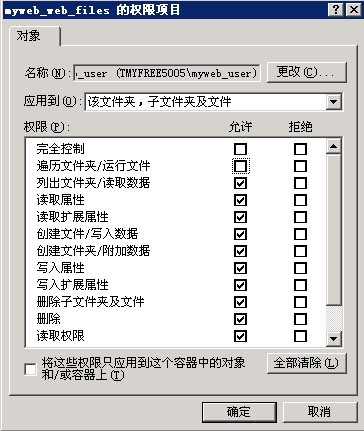 myweb_web_files 的权限项目
对象
名称(N): _user (TMYFREE5005\myweb_user) 更改(C)...
应用到(O): 该文件夹，子文件夹及文件
权限(P): 允许 拒绝
完全控制
遍历文件夹/运行文件
列出文件夹/读取数据
读取属性
读取扩展属性
创建文件/写入数据
创建文件夹/附加数据
写入属性
写入扩展属性
删除子文件夹及文件
删除
读取权限
将这些权限只应用到这个容器中的对象 全部清除(L)
和/或容器上(T)
确定 取消